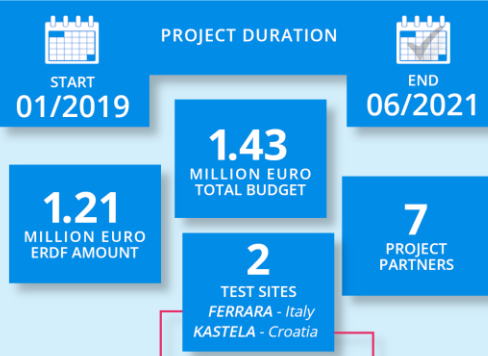 PROJECT DURATION
START
01/2019
END
06/2021
1.43
MILLION EURO
TOTAL BUDGET
1.21
MILLION EURO
ERDF AMOUNT
7
PROJECT
PARTNERS
2
TEST SITES
FERRARA - Italy
KASTELA - Croatia